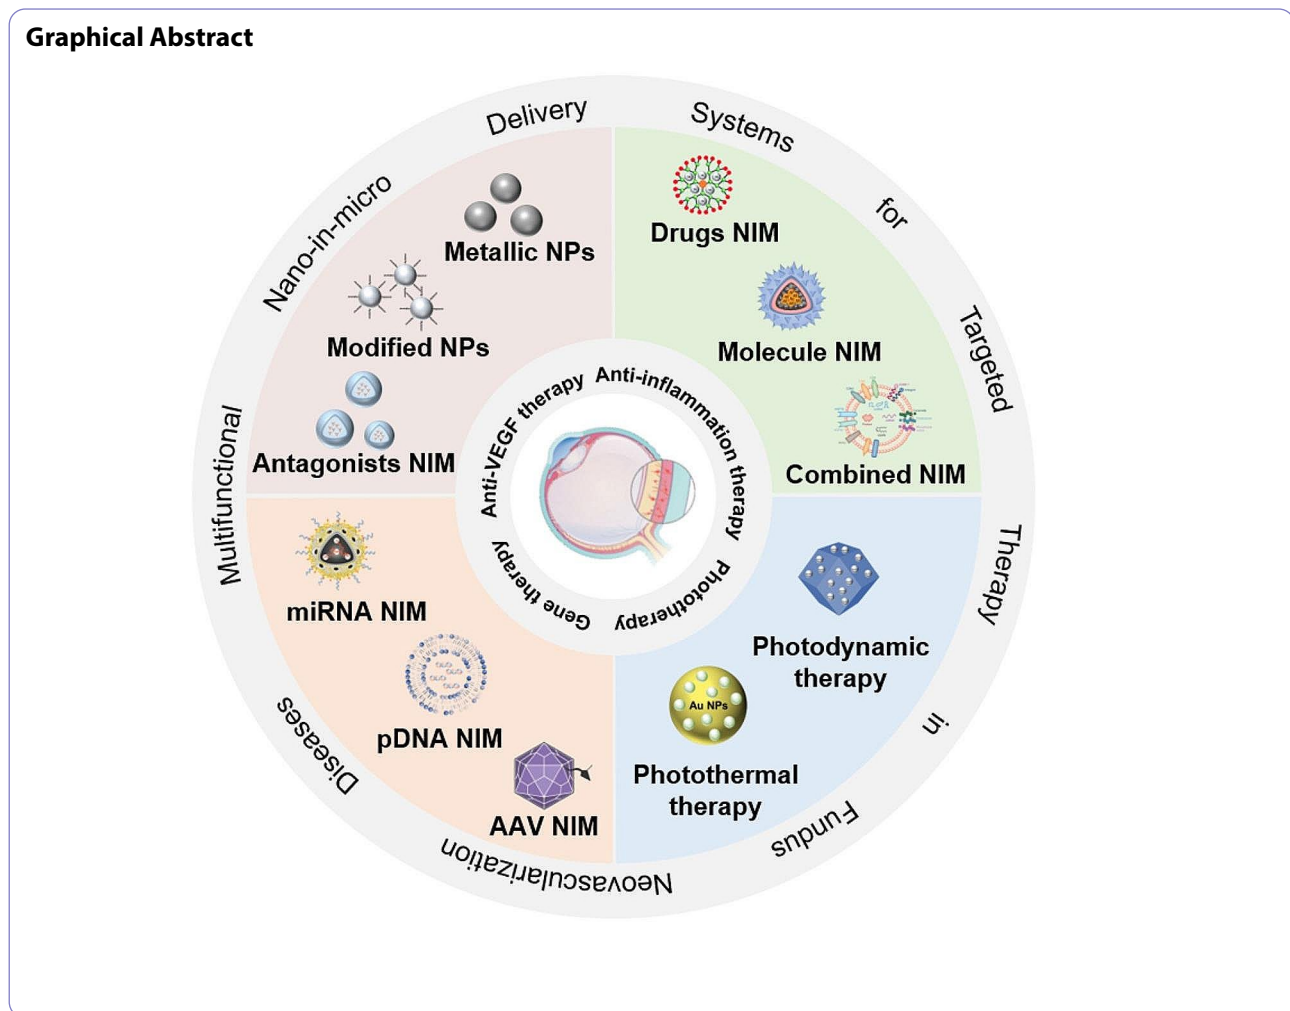 Graphical Abstract
Multifunctional Nano-in-micro Delivery Systems for Targeted Therapy in Fundus Neovascularization Diseases
Metallic NPs
Modified NPs
Antagonists NIM
Drugs NIM
Molecule NIM
Combined NIM
Anti-VEGF therapy
Anti-inflammation therapy
Phototherapy
Gene therapy
miRNA NIM
pDNA NIM
AAV NIM
Photodynamic
therapy
Au NPs
Photothermal
therapy